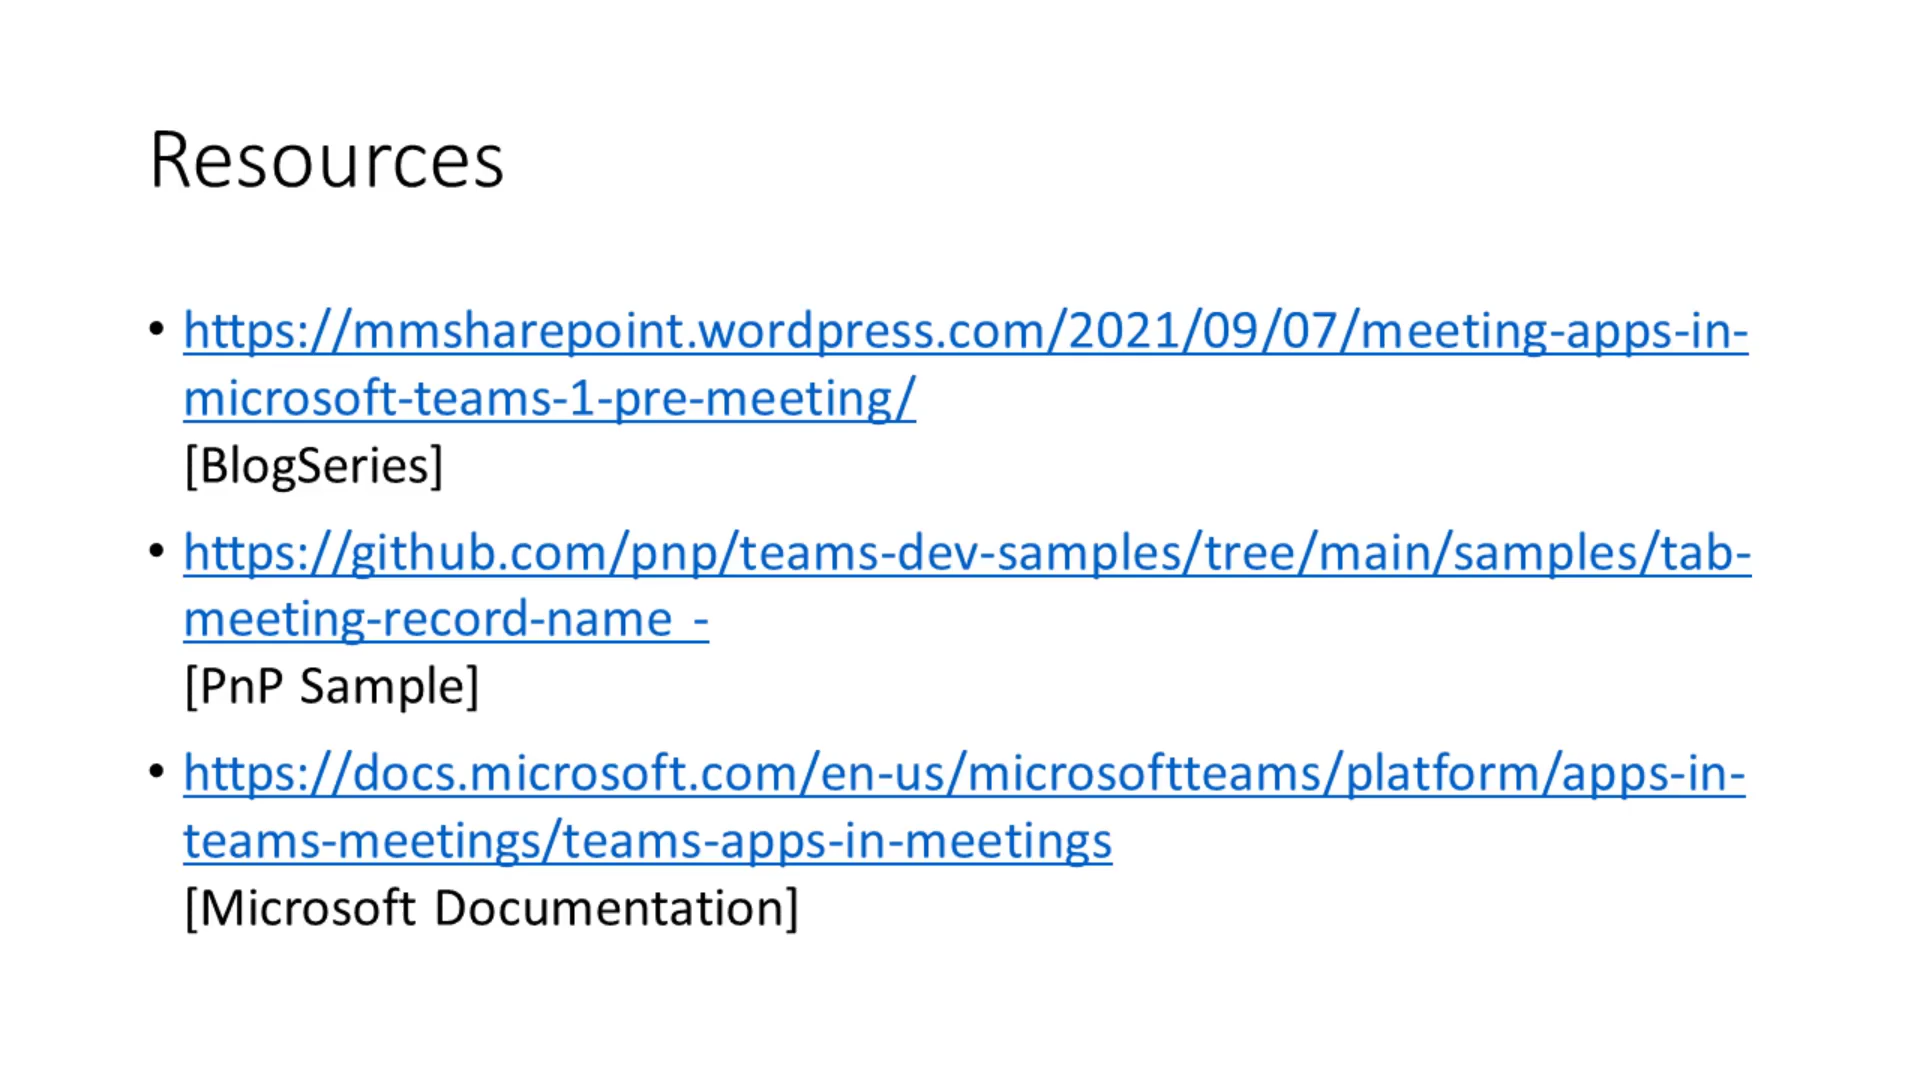 Resources
• https://mmsharepoint.wordpress.com/2021/09/07/meeting-apps-in-
microsoft-teams-1-pre-meeting/
[BlogSeries]
• https://github.com/pnp/teams-dev-samples/tree/main/samples/tab-
meeting-record-name -
[PnP Sample]
• https://docs.microsoft.com/en-us/microsoftteams/platform/apps-in-
teams-meetings/teams-apps-in-meetings
[Microsoft Documentation]